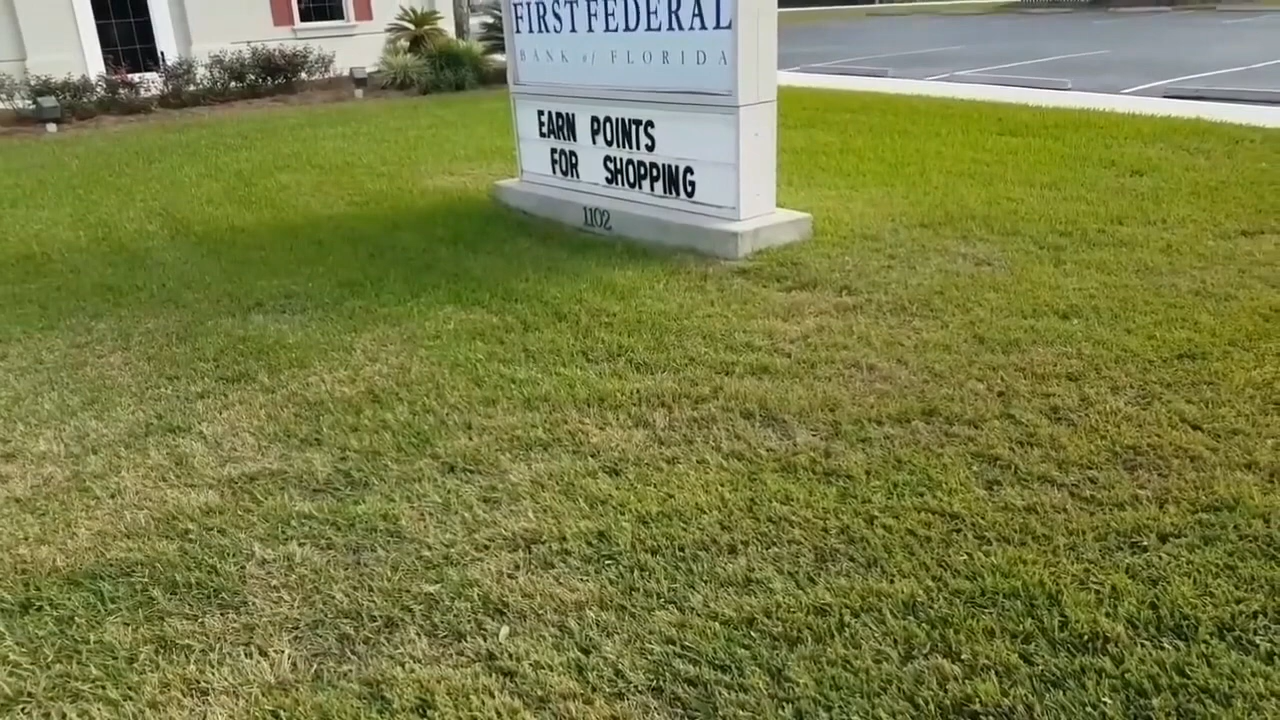 FIRST FEDERAL
BANK of FLORIDA
EARN POINTS
FOR SHOPPING
1102